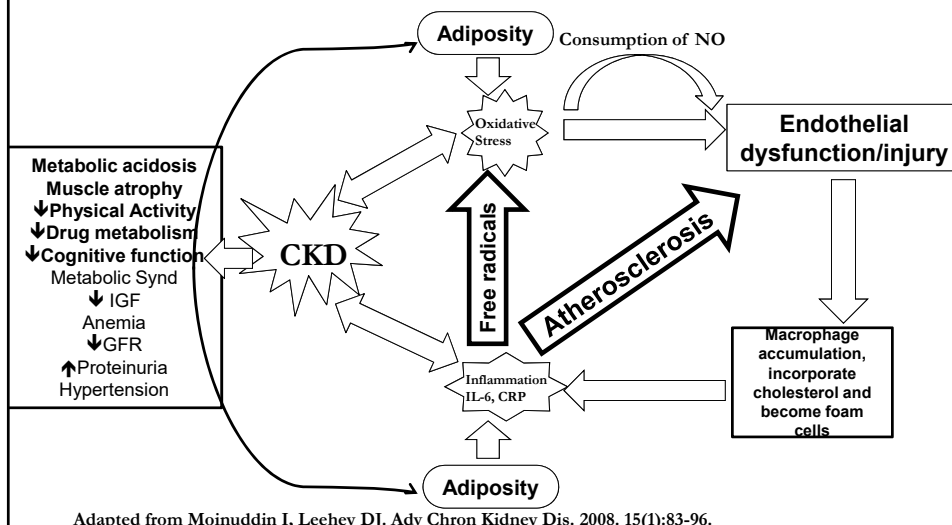 Adiposity
Consumption of NO
Oxidative
Stress
Endothelial
dysfunction/injury
Metabolic acidosis
Muscle atrophy
↓Physical Activity
↓Drug metabolism
↓Cognitive function
Metabolic Synd
↓ IGF
Anemia
↓GFR
↑Proteinuria
Hypertension
CKD
Free radicals
Atherosclerosis
Macrophage
accumulation,
incorporate
cholesterol and
become foam
cells
Inflammation
IL-6, CRP
Adiposity
Adapted from Moinuddin I, Leehey DJ. Adv Chron Kidney Dis. 2008. 15(1):83-96.